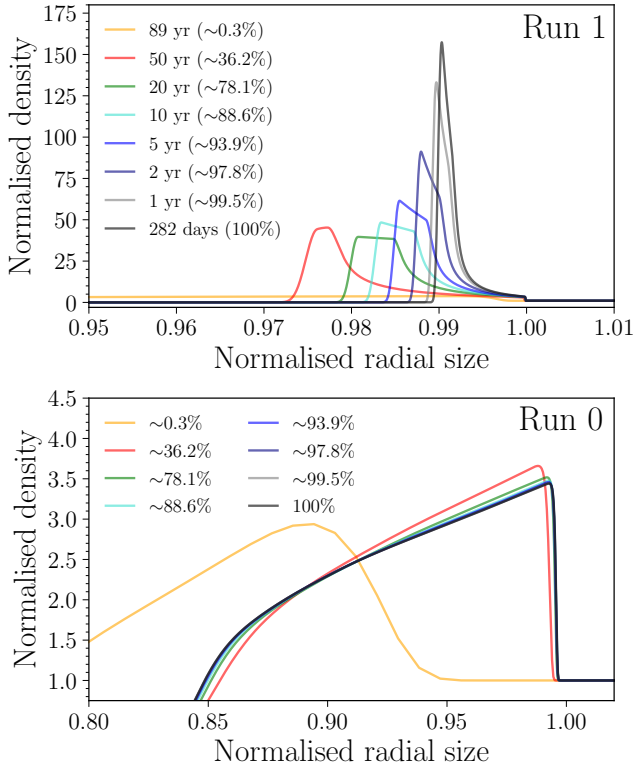 Run 1
Normalised density
175
150
125
100
75
50
25
0
89 yr (~0.3%)
50 yr (~36.2%)
20 yr (~78.1%)
10 yr (~88.6%)
5 yr (~93.9%)
2 yr (~97.8%)
1 yr (~99.5%)
282 days (100%)
0.95 0.96 0.97 0.98 0.99 1.00 1.01
Normalised radial size
Run 0
Normalised density
4.5
4.0
3.5
3.0
2.5
2.0
1.5
1.0
~0.3% ~93.9%
~36.2% ~97.8%
~78.1% ~99.5%
~88.6% 100%
0.80 0.85 0.90 0.95 1.00
Normalised radial size